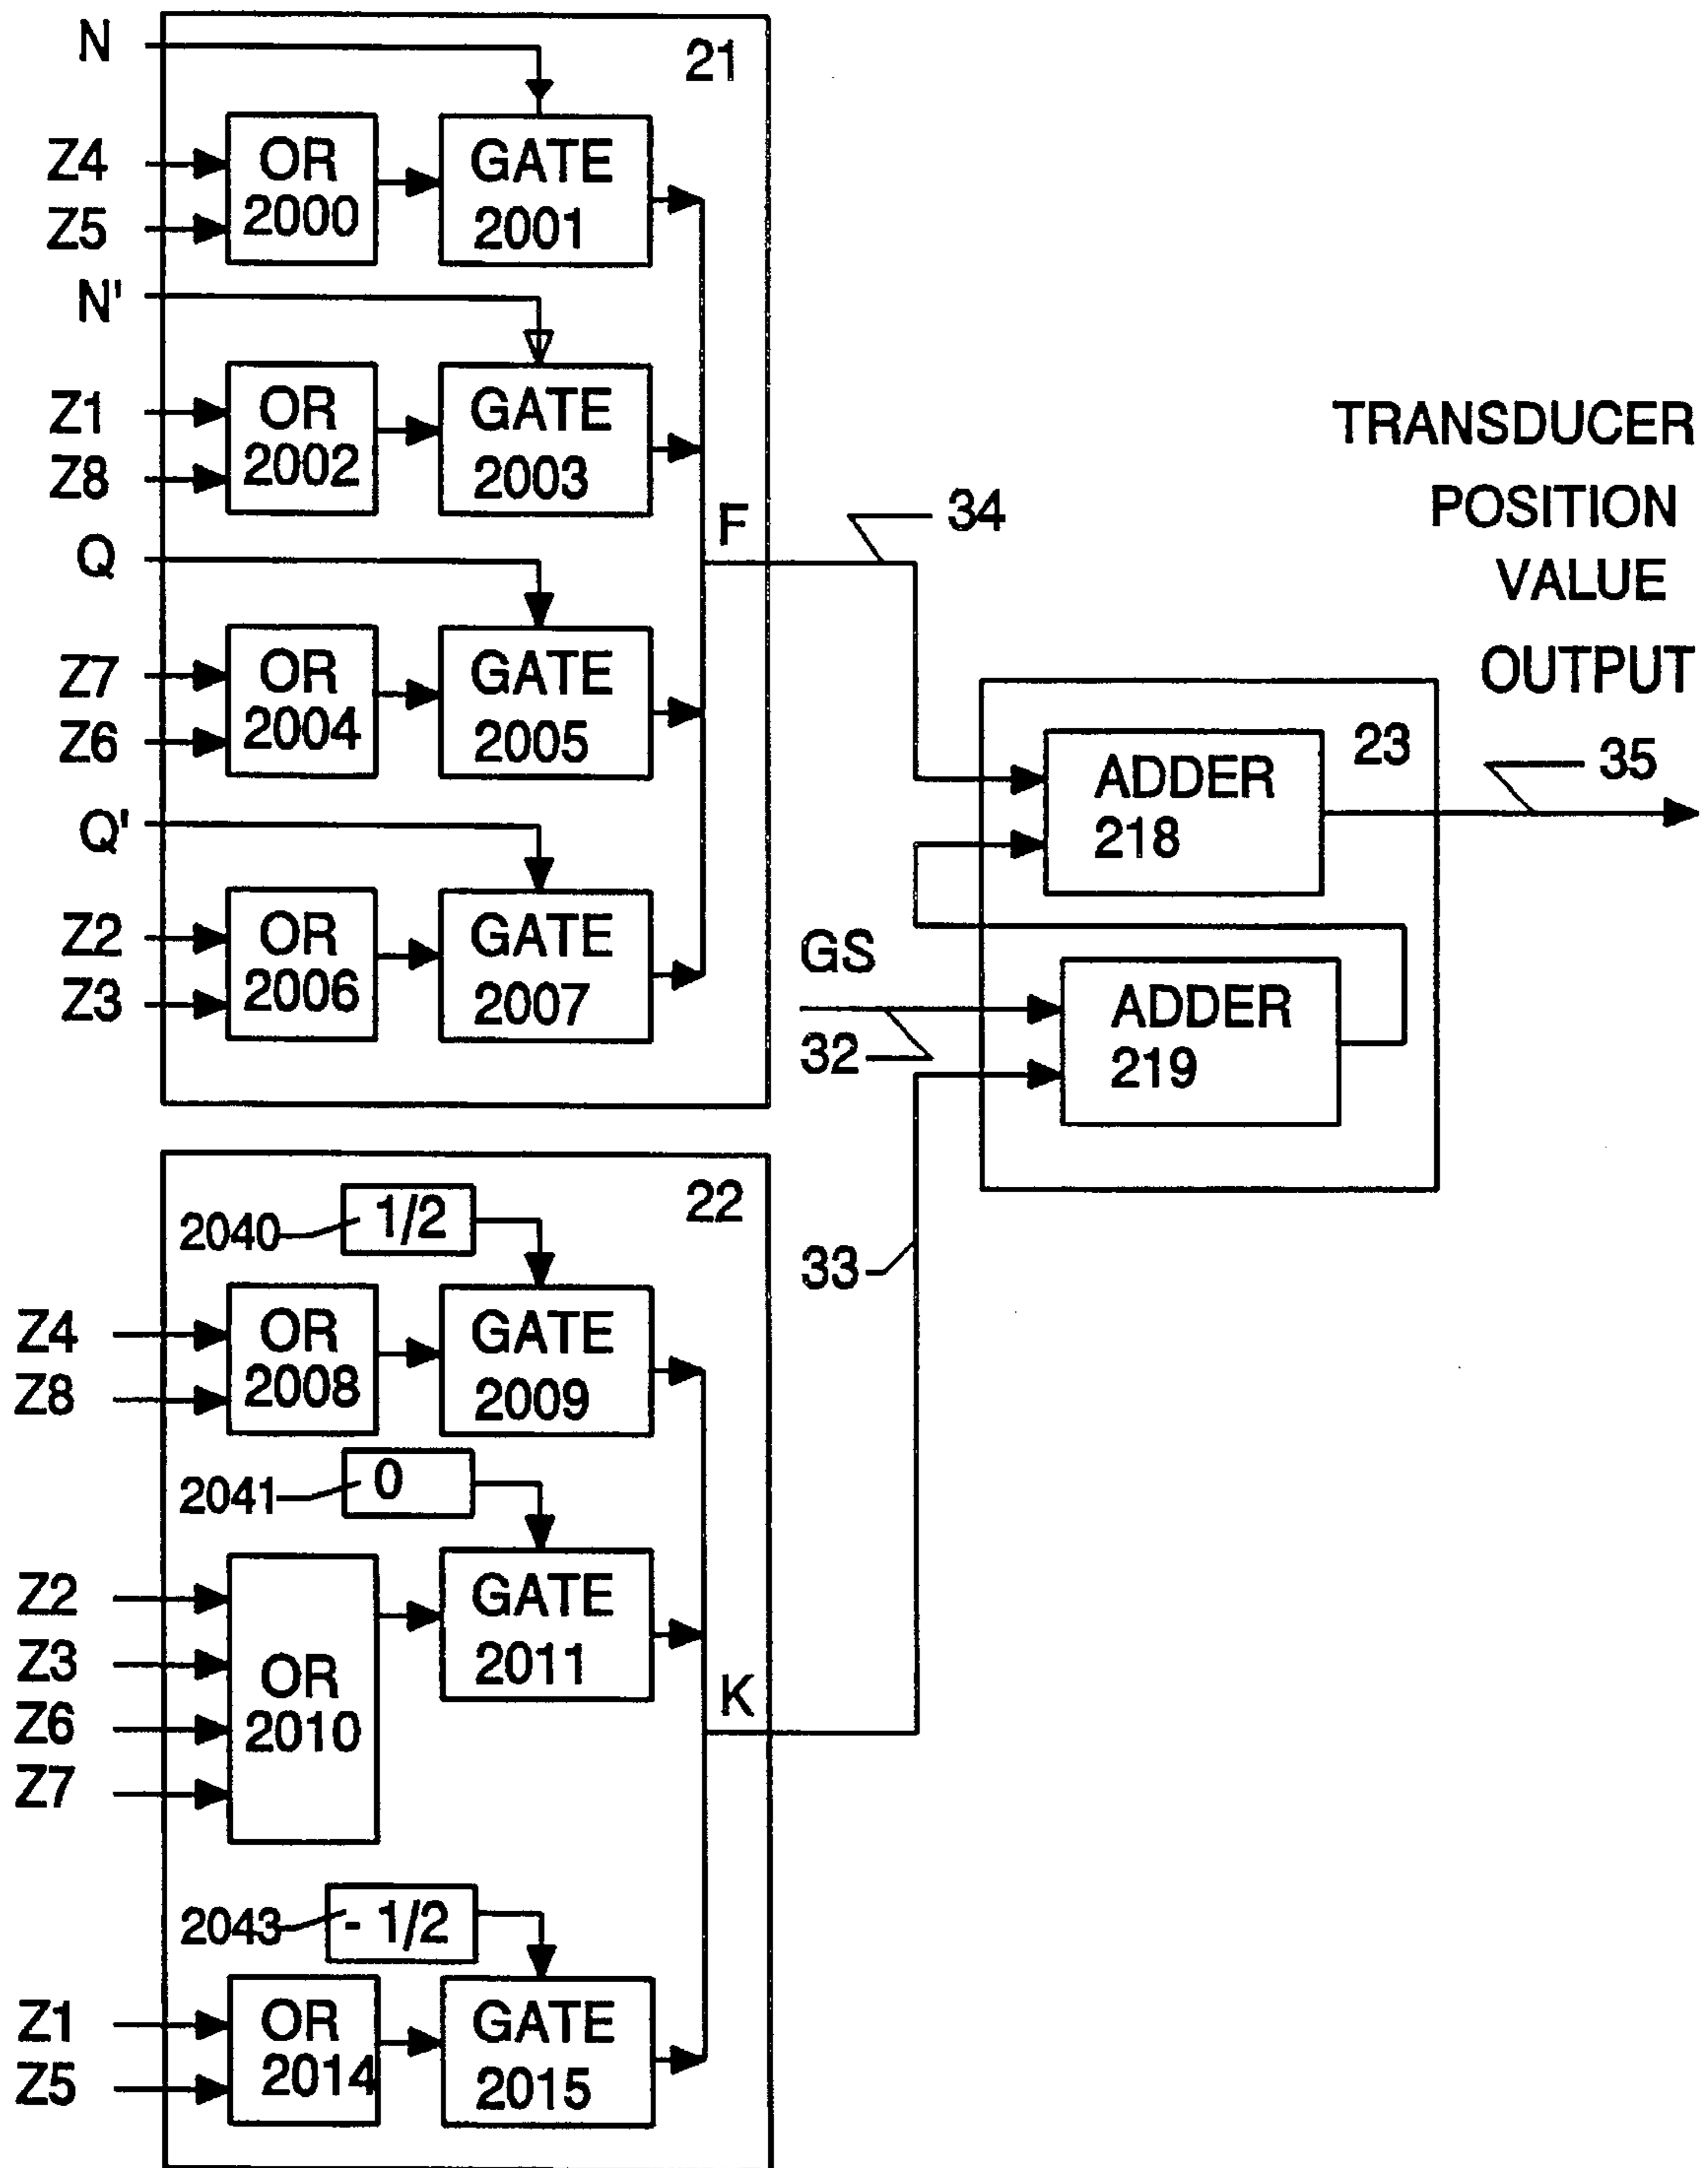 N
21
Z4
Z5
OR
2000
GATE
2001
N'
Z1
Z8
OR
2002
GATE
2003
F
34
Q
Z7
Z6
OR
2004
GATE
2005
Q'
Z2
Z3
OR
2006
GATE
2007
TRANSDUCER
POSITION
VALUE
OUTPUT
23
35
ADDER
218
GS
32
ADDER
219
33
22
2040
1/2
Z4
Z8
OR
2008
GATE
2009
2041
0
Z2
Z3
Z6
Z7
OR
2010
GATE
2011
K
2043
- 1/2
Z1
Z5
OR
2014
GATE
2015